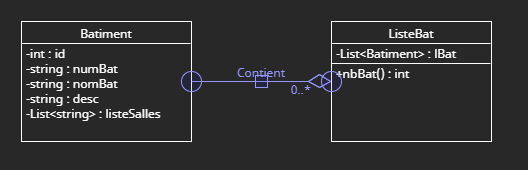 Batiment
-int : id
-string : numBat
-string : nomBat
-string : desc
-List<string> : listeSalles
Contient
0..*
ListeBat
-List<Batiment> : lBat
+nbBat() : int